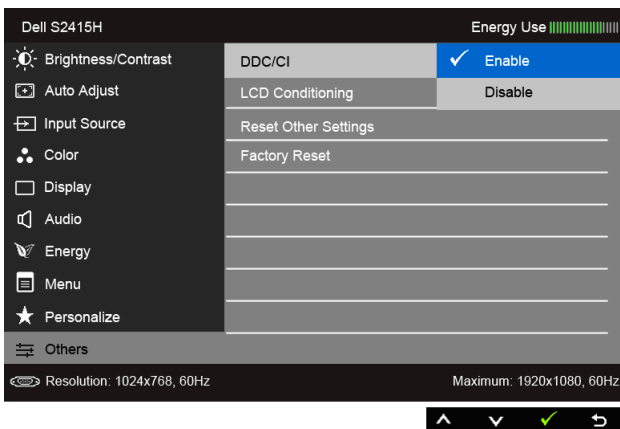 Dell S2415H Energy Use
Brightness/Contrast DDC/CI Enable
Auto Adjust LCD Conditioning Disable
Input Source Reset Other Settings
Color Factory Reset
Display
Audio
Energy
Menu
Personalize
Others
Resolution: 1024x768, 60Hz Maximum: 1920x1080, 60Hz